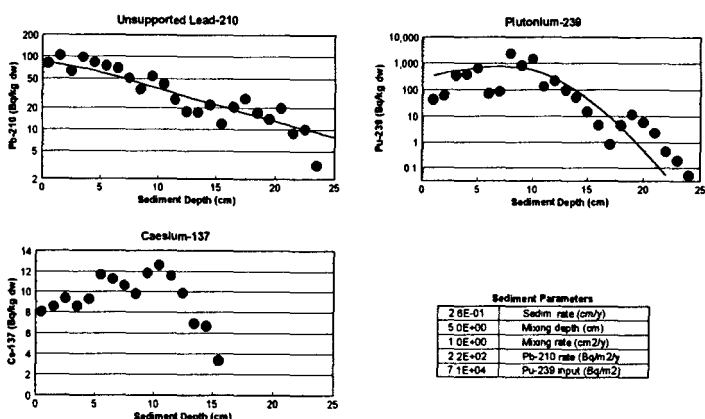 Unsupported Lead-210
Pb-210 (Bq/kg dw)
200
100
50
20
10
5
2
0 5 10 15 20 25
Sediment Depth (cm)
Plutonium-239
Pu-239 (Bq/kg dw)
10,000
1,000
100
10
1
0 1
0 5 10 15 20 25
Sediment Depth (cm)
Caesium-137
Cs-137 (Bq/kg dw)
14
12
10
8
6
4
2
0
0 5 10 15 20 25
Sediment Depth (cm)
Sediment Parameters
2 6E-01 Sedim rate (cm/y)
5 0E+00 Mixing depth (cm)
1 0E+00 Mixing rate (cm2/y)
2 2E+02 Pb-210 rate (Bq/m2/y
7 1E+04 Pu-239 input (Bq/m2)